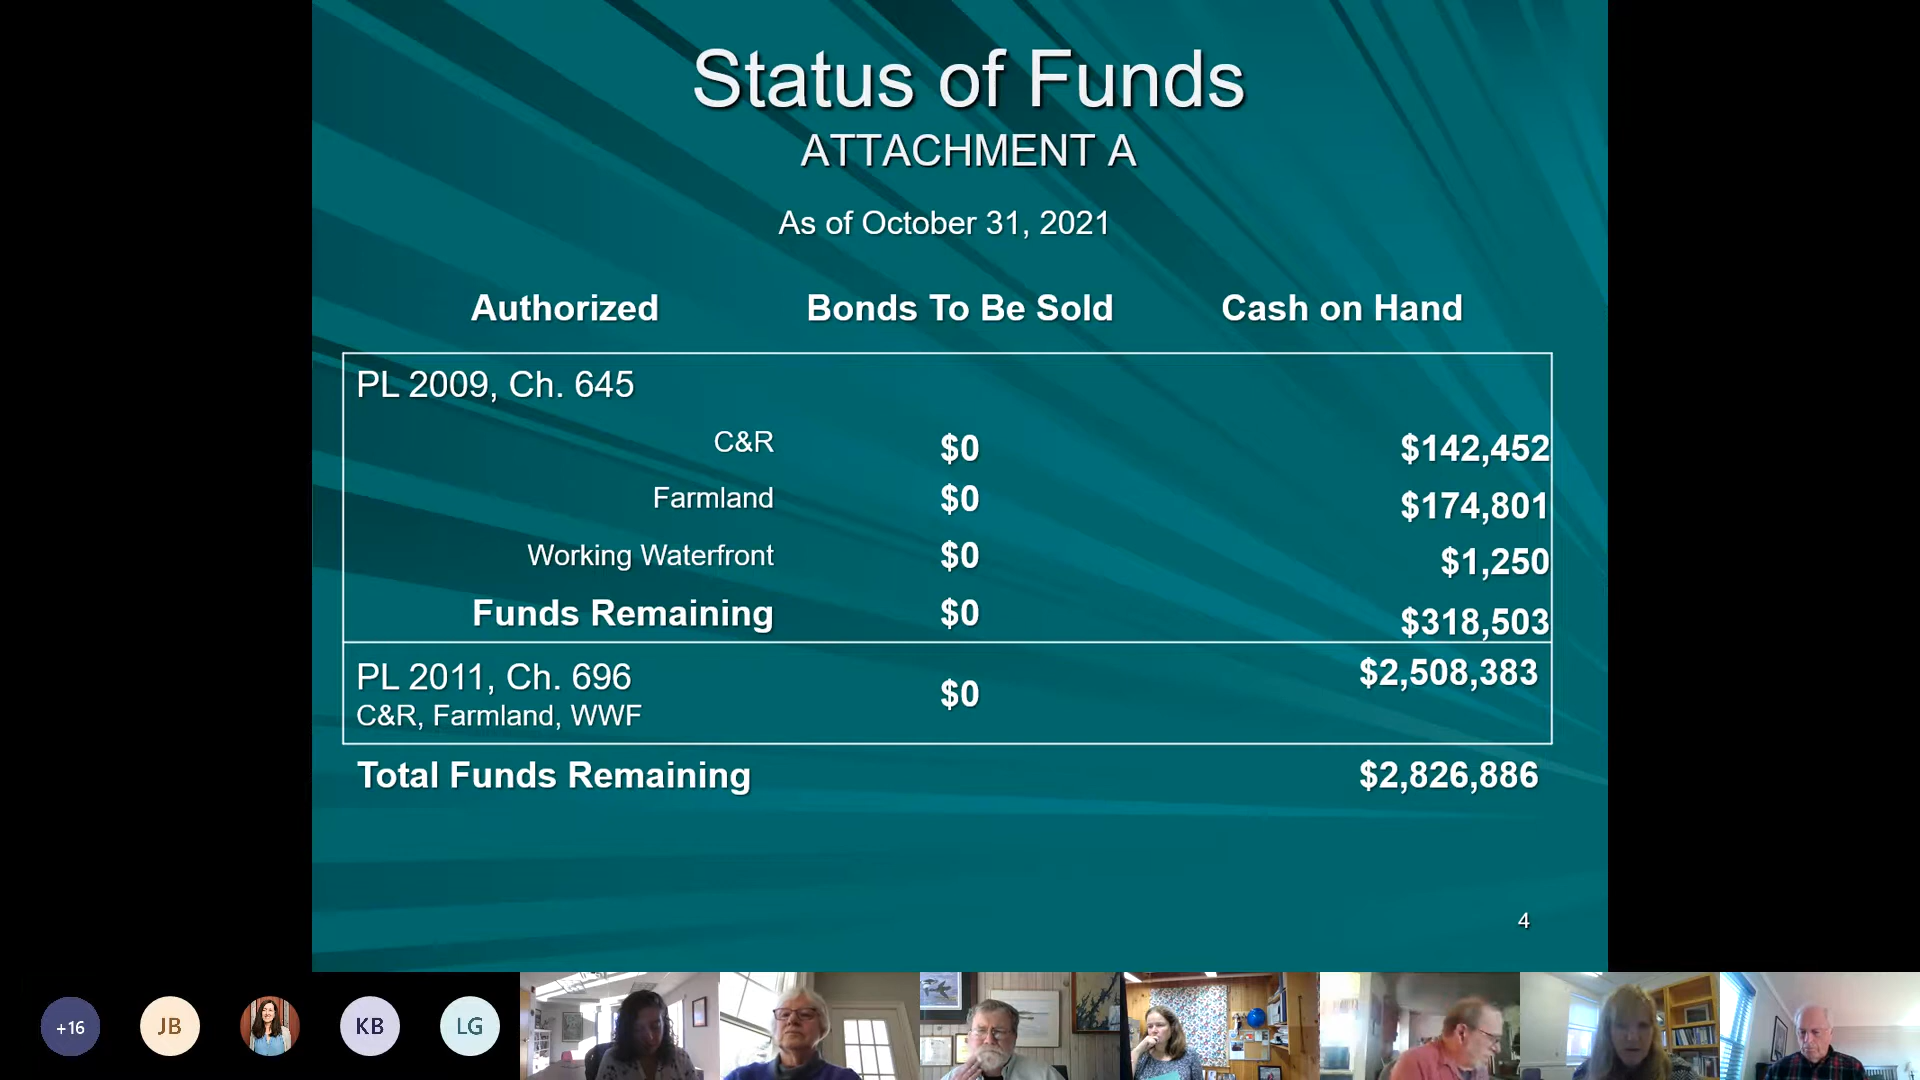 Status of Funds
ATTACHMENT A
As of October 31, 2021
Authorized Bonds To Be Sold Cash on Hand
PL 2009, Ch. 645
C&R $0 $142,452
Farmland $0 $174,801
Working Waterfront $0 $1,250
Funds Remaining $0 $318,503
PL 2011, Ch. 696 $0 $2,508,383
C&R, Farmland, WWF
Total Funds Remaining $2,826,886
4
+16 JB KB LG